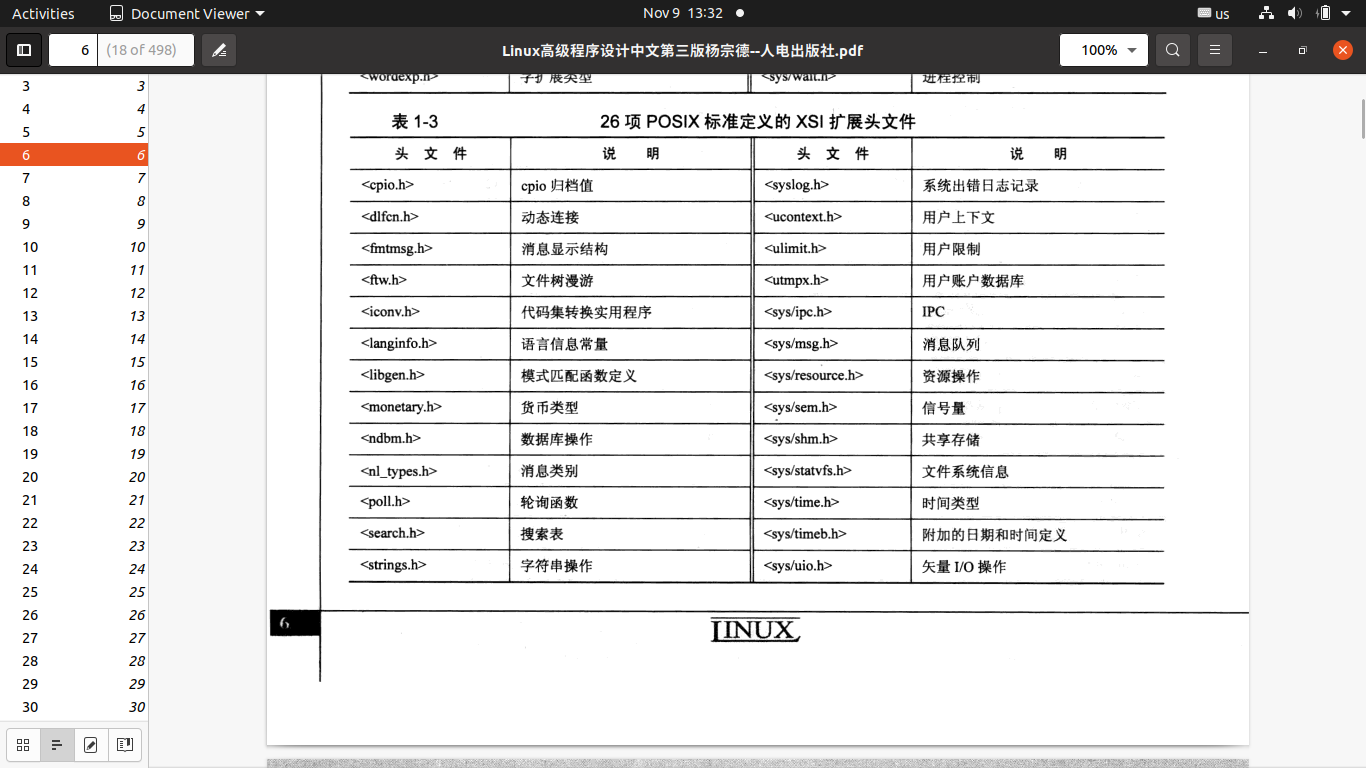 Activities Document Viewer Nov 9 13:32 us
6 (18 of 498) Linux高级程序设计中文第三版杨宗德--人电出版社.pdf 100%
3 3
4 4
5 5
6 6
7 7
8 8
9 9
10 10
11 11
12 12
13 13
14 14
15 15
16 16
17 17
18 18
19 19
20 20
21 21
22 22
23 23
24 24
25 25
26 26
27 27
28 28
29 29
30 30
<wordexp.h> 字扩展类型 <sys/wait.h> 进程控制
表 1-3 26 项 POSIX 标准定义的 XSI 扩展头文件
头 文 件 说 明 头 文 件 说 明
<cpio.h> cpio 归档值 <syslog.h> 系统出错日志记录
<dlfcn.h> 动态连接 <ucontext.h> 用户上下文
<fmtmsg.h> 消息显示结构 <ulimit.h> 用户限制
<ftw.h> 文件树漫游 <utmpx.h> 用户账户数据库
<iconv.h> 代码集转换实用程序 <sys/ipc.h> IPC
<langinfo.h> 语言信息常量 <sys/msg.h> 消息队列
<libgen.h> 模式匹配函数定义 <sys/resource.h> 资源操作
<monetary.h> 货币类型 <sys/sem.h> 信号量
<ndbm.h> 数据库操作 <sys/shm.h> 共享存储
<nl_types.h> 消息类别 <sys/statvfs.h> 文件系统信息
<poll.h> 轮询函数 <sys/time.h> 时间类型
<search.h> 搜索表 <sys/timeb.h> 附加的日期和时间定义
<strings.h> 字符串操作 <sys/uio.h> 矢量 I/O 操作
6 LINUX